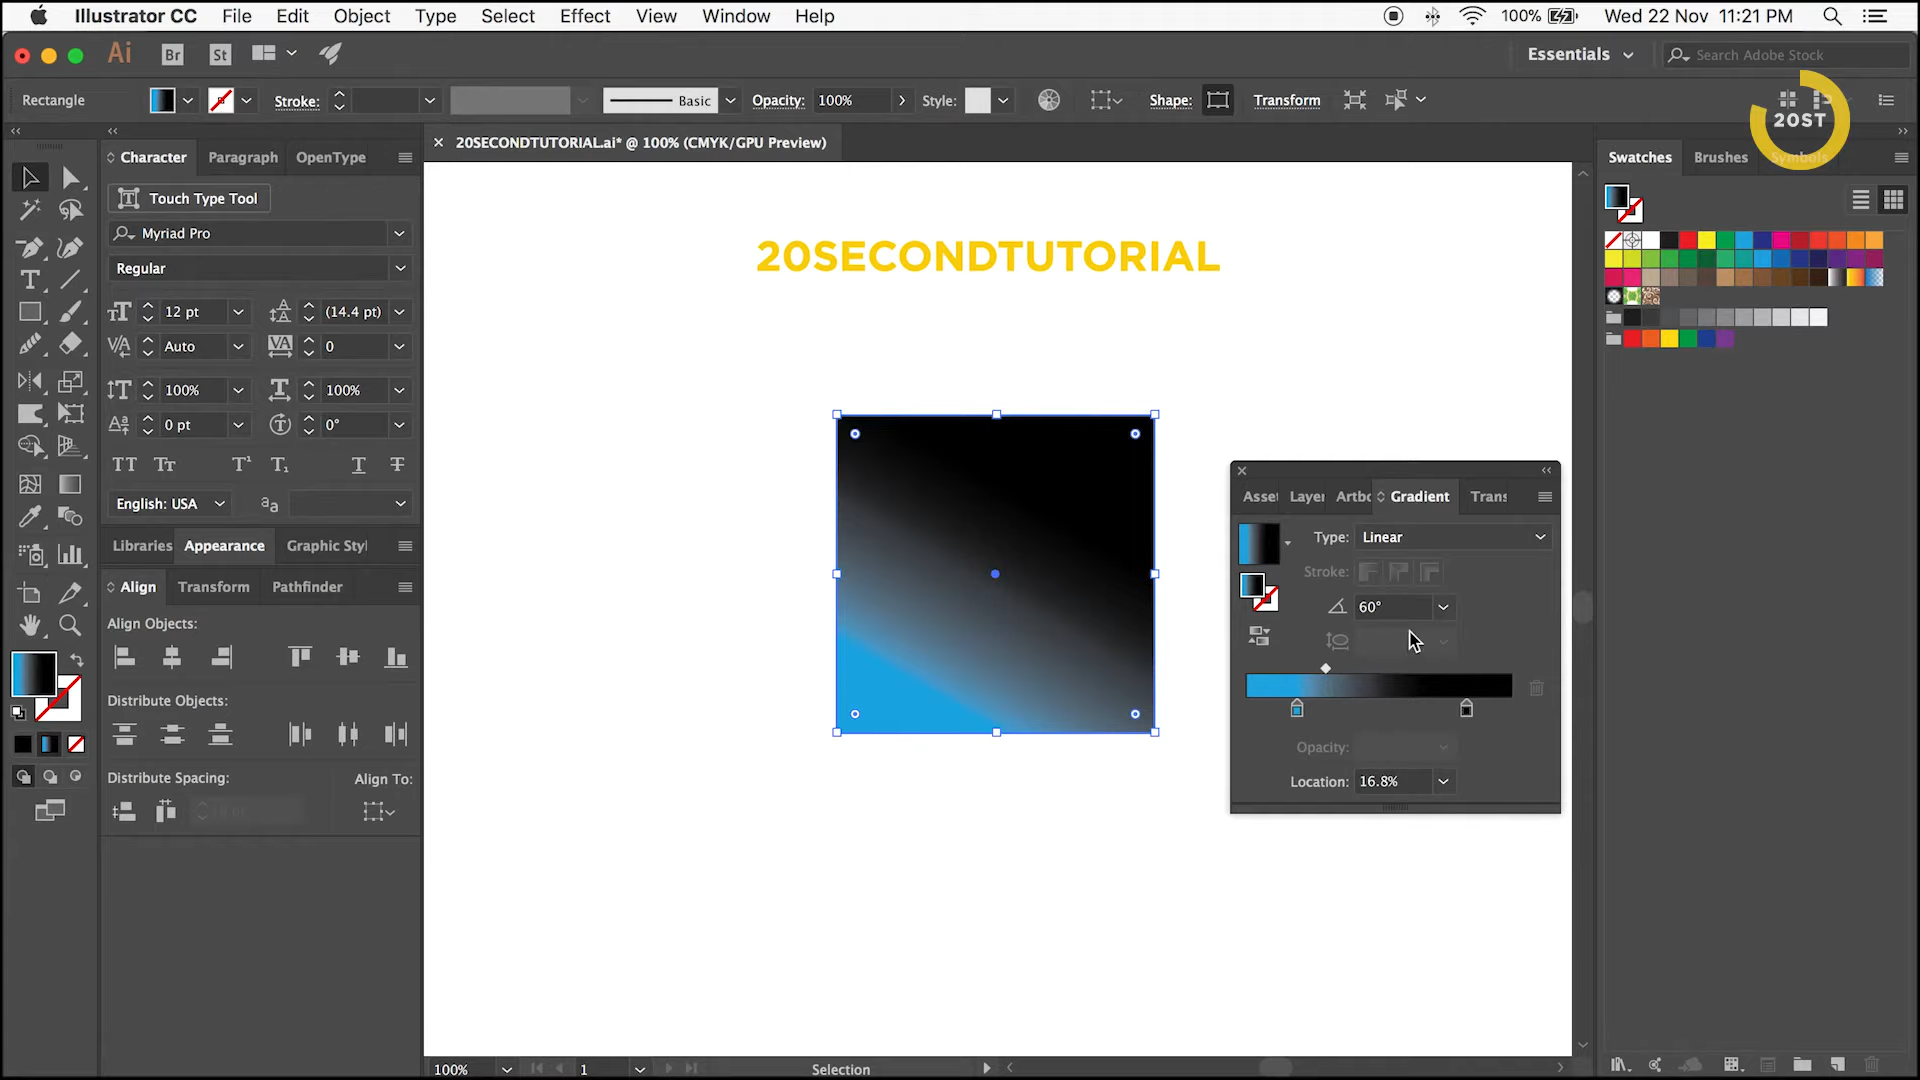 Illustrator CC File Edit Object Type Select Effect View Window Help 100% Wed 22 Nov 11:21 PM
Ai Br St Essentials Search Adobe Stock
Rectangle Stroke: Basic Opacity: 100% Style: Shape: Transform
20ST
20SECONDTUTORIAL.ai* @ 100% (CMYK/GPU Preview)
Character Paragraph OpenType
Touch Type Tool
Myriad Pro
Regular
12 pt (14.4 pt)
Auto 0
100% 100%
0 pt 0°
English: USA
Libraries Appearance Graphic Styl
Align Transform Pathfinder
Align Objects:
Distribute Objects:
Distribute Spacing: Align To:
20SECONDTUTORIAL
Asset Layer Artbo Gradient Trans
Type: Linear
Stroke:
60°
Opacity:
Location: 16.8%
Swatches Brushes Symbols
100% 1 Selection